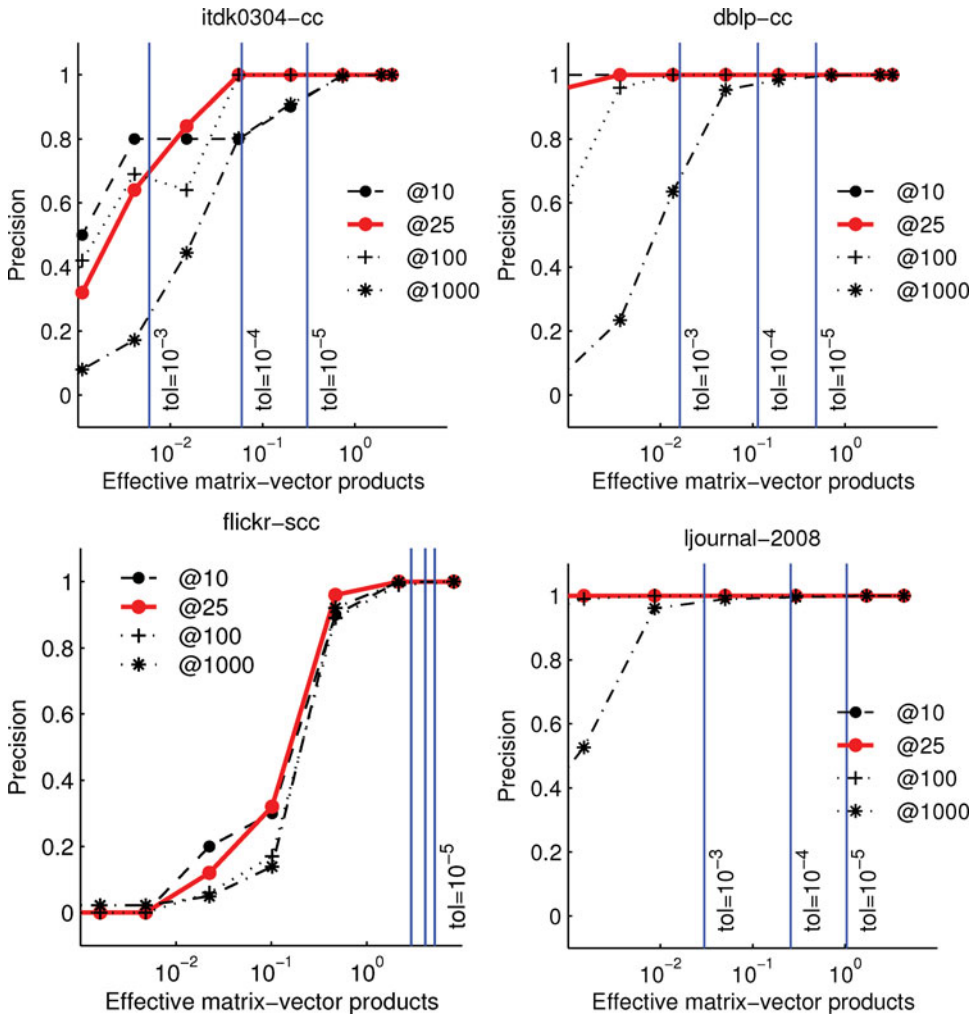 itdk0304-cc
1
0.8
0.6
0.4
0.2
0
Precision
@10
@25
@100
@1000
tol=10^-3
tol=10^-4
tol=10^-5
10^-2 10^-1 10^0
Effective matrix-vector products
dblp-cc
1
0.8
0.6
0.4
0.2
0
Precision
@10
@25
@100
@1000
tol=10^-3
tol=10^-4
tol=10^-5
10^-2 10^-1 10^0
Effective matrix-vector products
flickr-scc
1
0.8
0.6
0.4
0.2
0
Precision
@10
@25
@100
@1000
tol=10^-5
10^-2 10^-1 10^0
Effective matrix-vector products
ljournal-2008
1
0.8
0.6
0.4
0.2
0
Precision
@10
@25
@100
@1000
tol=10^-3
tol=10^-4
tol=10^-5
10^-2 10^-1 10^0
Effective matrix-vector products